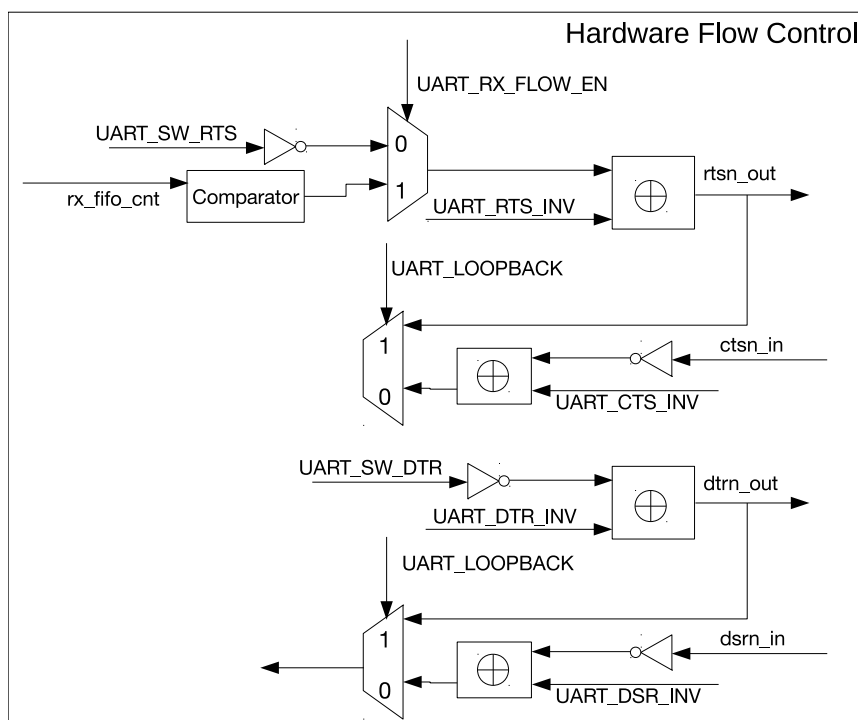 Hardware Flow Control
UART_RX_FLOW_EN
UART_SW_RTS
0
1
rx_fifo_cnt
Comparator
UART_RTS_INV
rtsn_out
UART_LOOPBACK
1
0
ctsn_in
UART_CTS_INV
UART_SW_DTR
UART_DTR_INV
dtrn_out
UART_LOOPBACK
1
0
dsrn_in
UART_DSR_INV